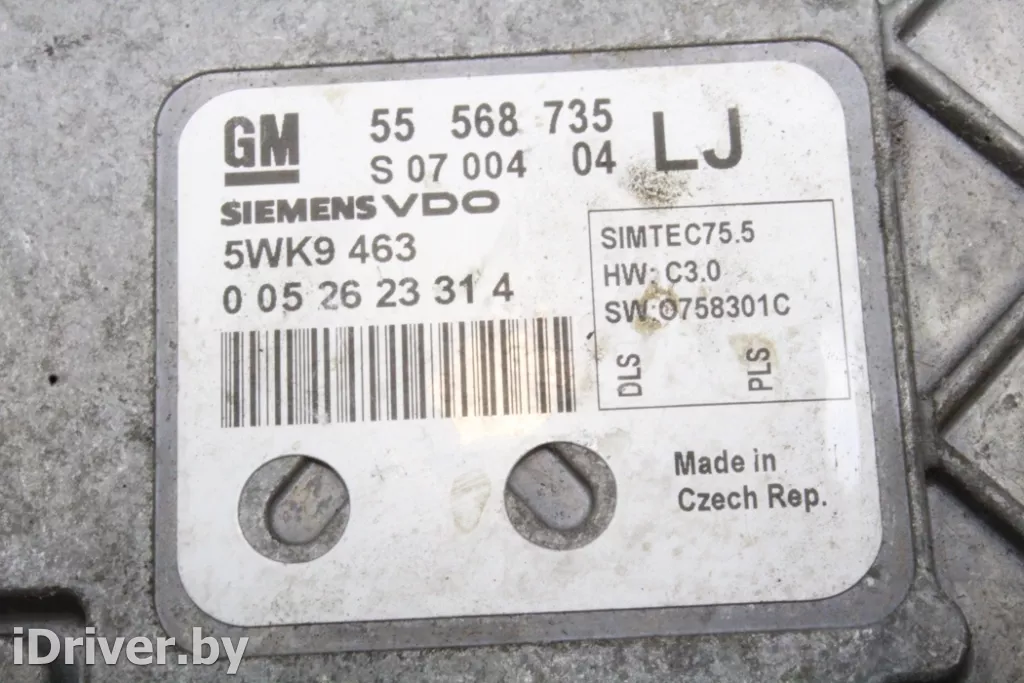 GM 55 568 735 LJ
S 07 004 04
SIEMENS VDO
5WK9 463
0 05 26 23 31 4
SIMTEC75.5
HW: C3.0
SW:0758301C
DLS PLS
Made in
Czech Rep.
iDriver.by